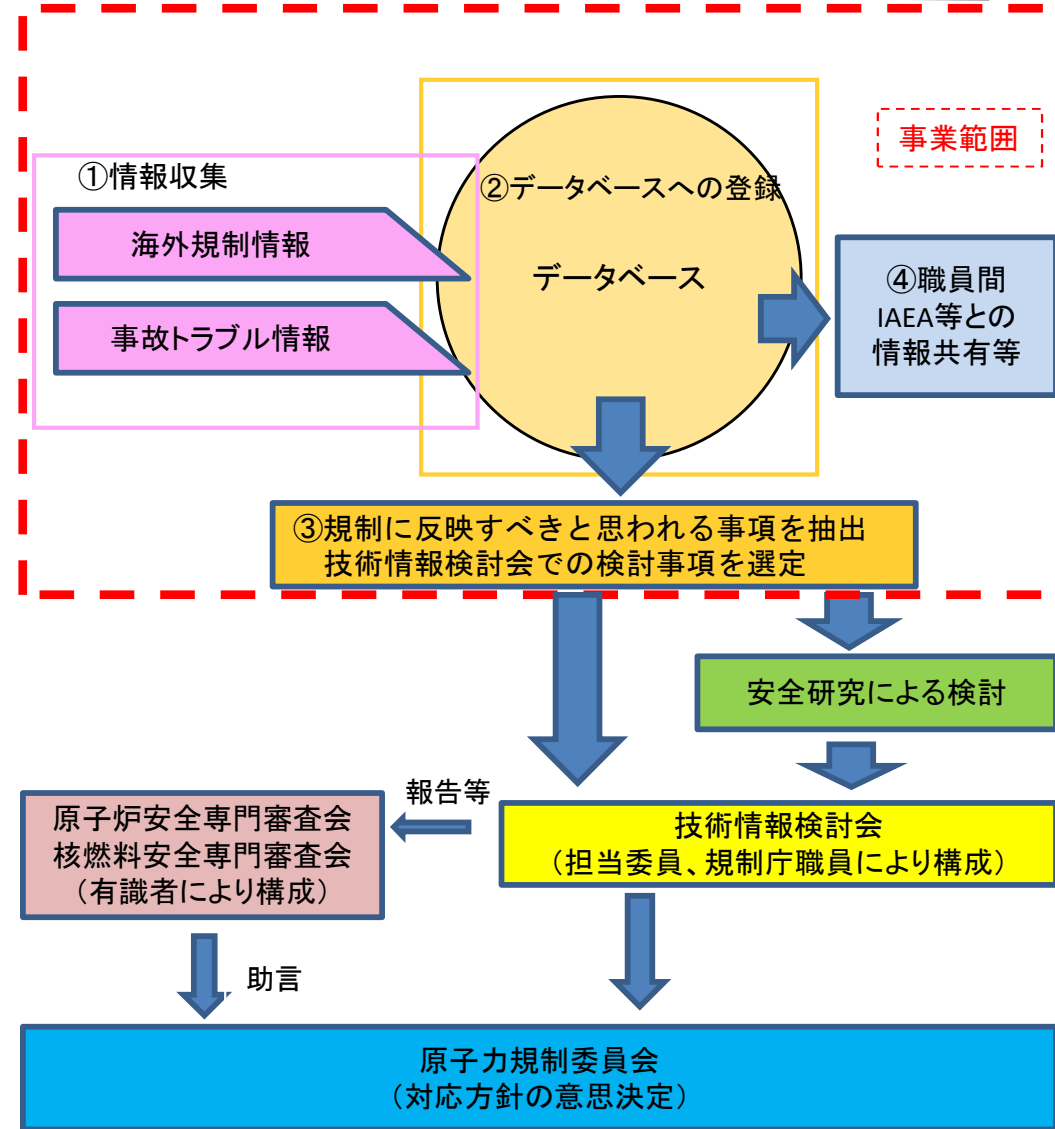 事業範囲
①情報収集
海外規制情報
事故トラブル情報
②データベースへの登録
データベース
④職員間
IAEA等との
情報共有等
③規制に反映すべきと思われる事項を抽出
技術情報検討会での検討事項を選定
安全研究による検討
報告等
原子炉安全専門審査会
核燃料安全専門審査会
（有識者により構成）
技術情報検討会
（担当委員、規制庁職員により構成）
助言
原子力規制委員会
（対応方針の意思決定）